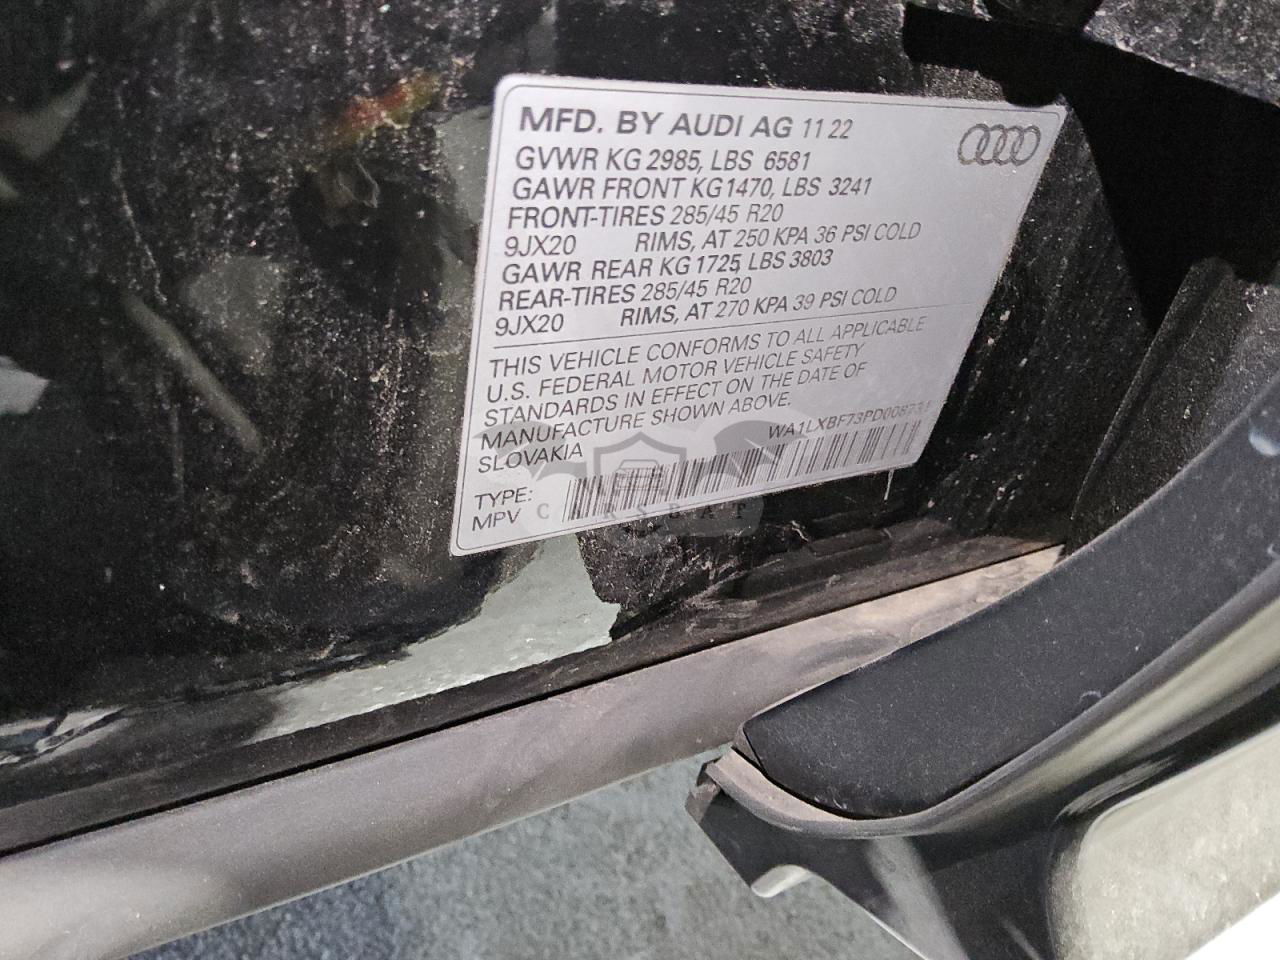 MFD. BY AUDI AG 11 22
GVWR KG 2985, LBS 6581
GAWR FRONT KG 1470, LBS 3241
FRONT-TIRES 285/45 R20
9JX20 RIMS, AT 250 KPA 36 PSI COLD
GAWR REAR KG 1725, LBS 3803
REAR-TIRES 285/45 R20
9JX20 RIMS, AT 270 KPA 39 PSI COLD
THIS VEHICLE CONFORMS TO ALL APPLICABLE
U.S. FEDERAL MOTOR VEHICLE SAFETY
STANDARDS IN EFFECT ON THE DATE OF
MANUFACTURE SHOWN ABOVE.
SLOVAKIA
WA1LXBF73PD008731
TYPE:
MPV
CARSBAT